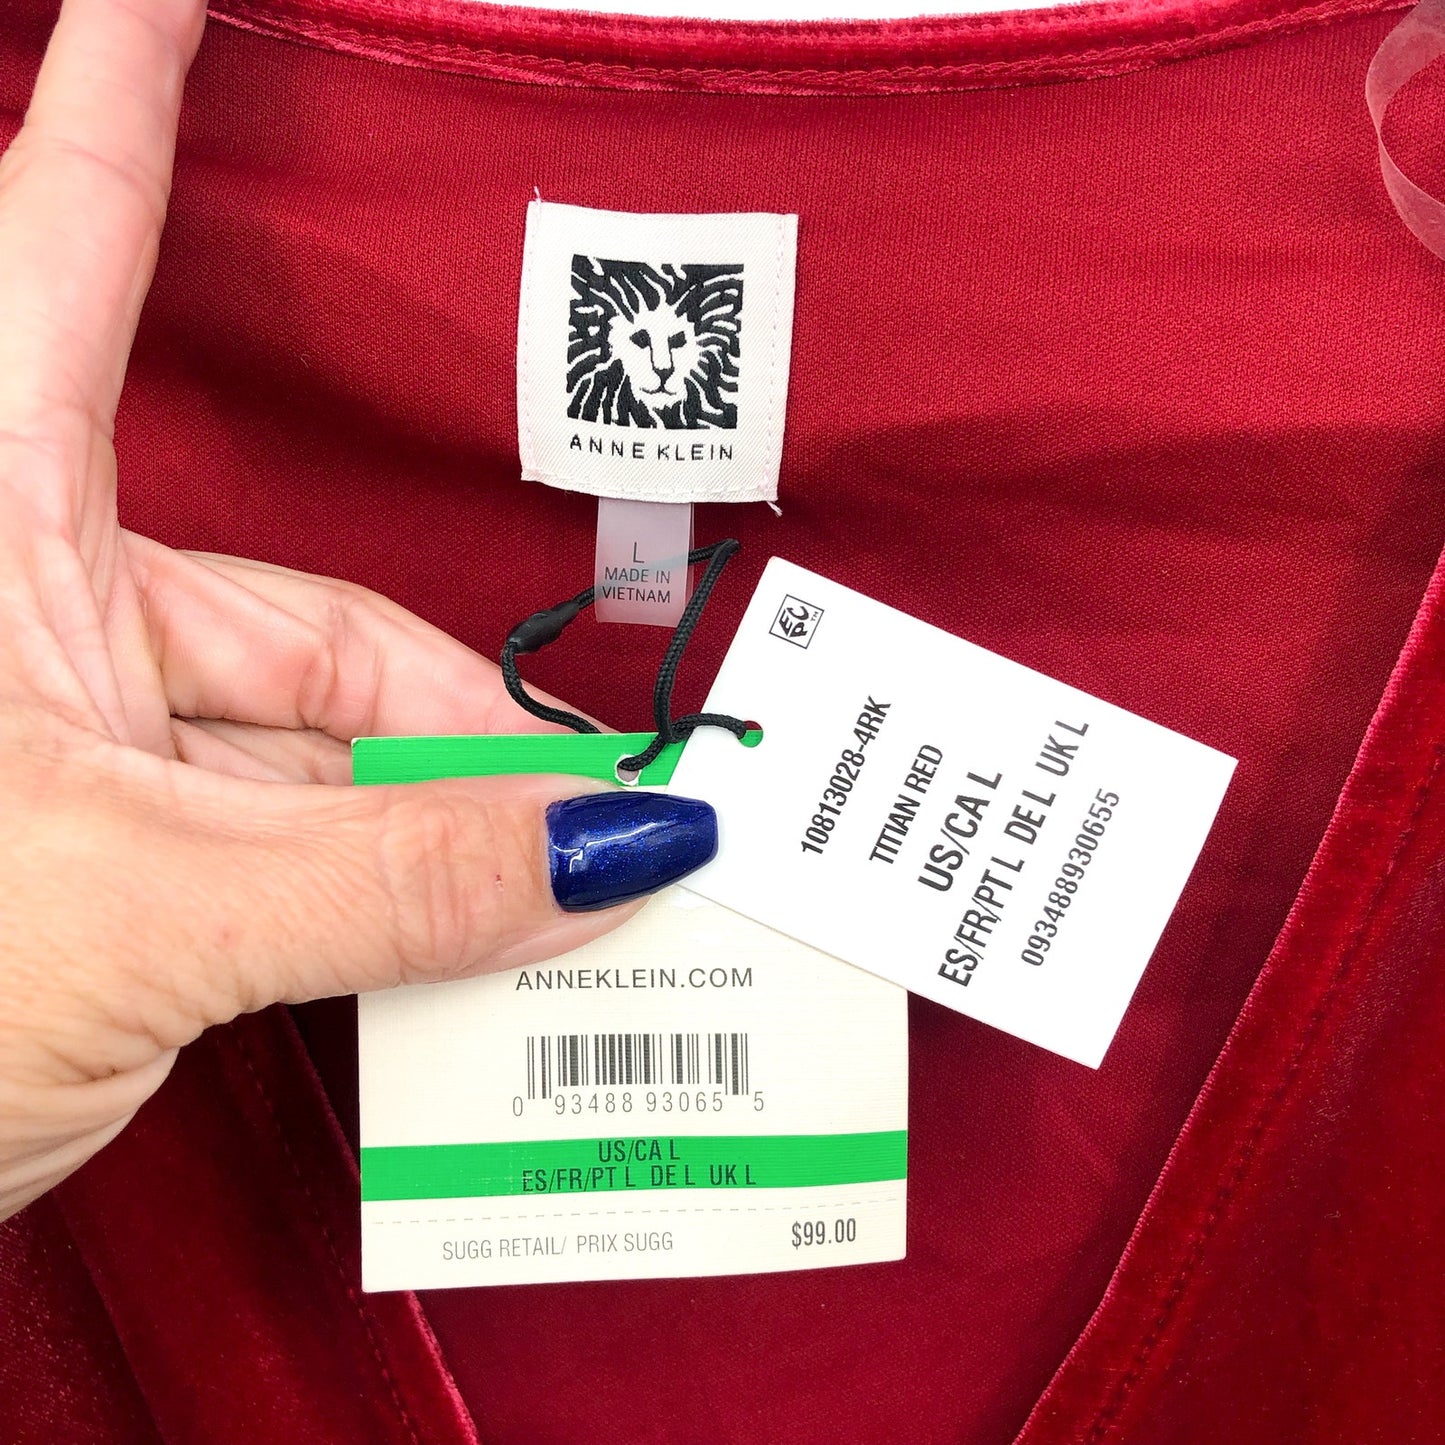 ANNE KLEIN
L
MADE IN
VIETNAM
EPC™
10813028-4RK
TITIAN RED
US/CA L
ES/FR/PT L DE L UK L
093488930655
ANNEKLEIN.COM
0 93488 93065 5
US/CA L
ES/FR/PT L DE L UK L
SUGG RETAIL/ PRIX SUGG $99.00